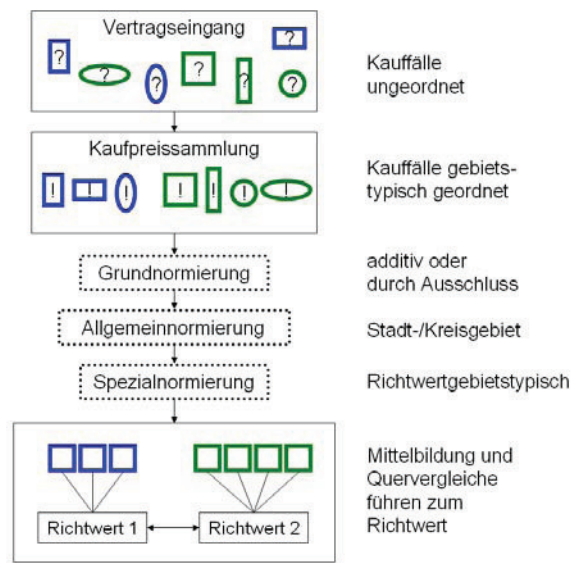 Vertragseingang
?
?
?
?
?
?
?
Kauffälle
ungeordnet
Kaufpreissammlung
! ! ! ! ! ! !
Kauffälle gebiets-
typisch geordnet
Grundnormierung
additiv oder
durch Ausschluss
Allgemeinnormierung
Stadt-/Kreisgebiet
Spezialnormierung
Richtwertgebietstypisch
Richtwert 1
Richtwert 2
Mittelbildung und
Quervergleiche
führen zum
Richtwert